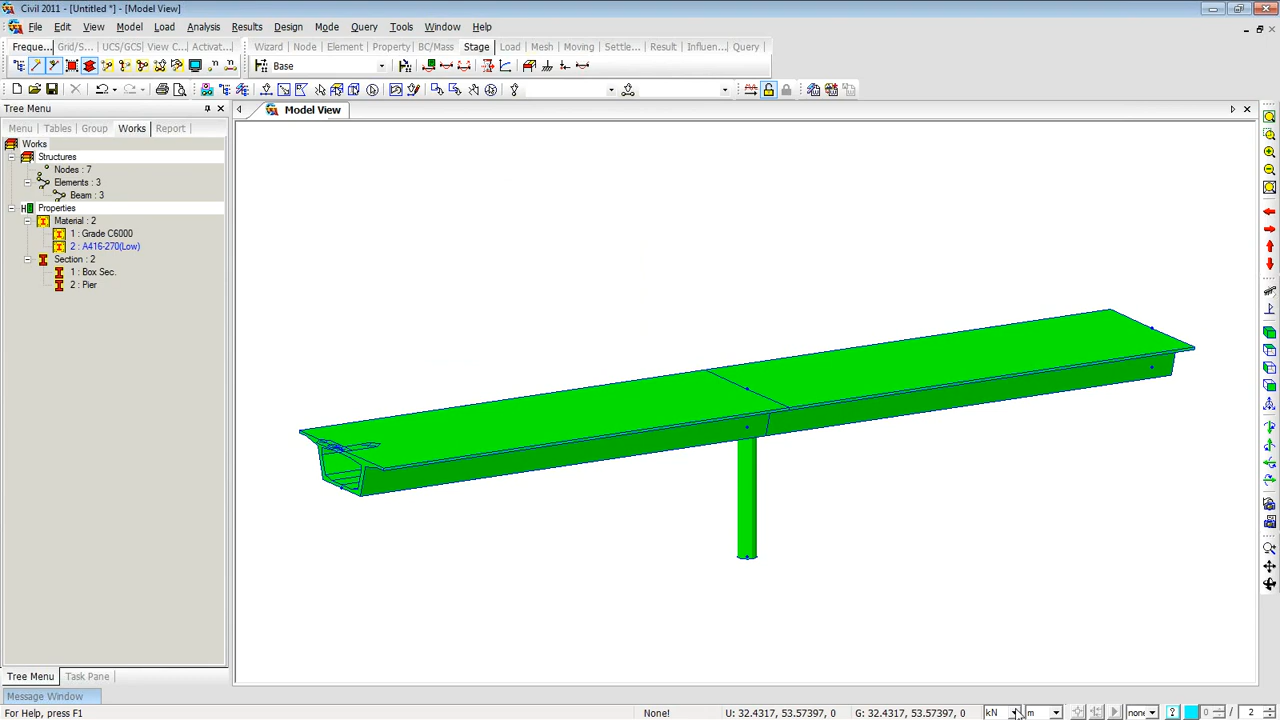 Civil 2011 - [Untitled *] - [Model View]
File Edit View Model Load Analysis Results Design Mode Query Tools Window Help
Freque... Grid/S... UCS/GCS View C... Activat... Wizard Node Element Property BC/Mass Stage Load Mesh Moving Settle... Result Influen... Query
Base
Tree Menu
Model View
Menu Tables Group Works Report
Works
Structures
Nodes : 7
Elements : 3
Beam : 3
Properties
Material : 2
1 : Grade C6000
2 : A416-270(Low)
Section : 2
1 : Box Sec.
2 : Pier
Tree Menu Task Pane
Message Window
For Help, press F1
None!
U: 32.4317, 53.57397, 0
G: 32.4317, 53.57397, 0
kN
m
none
0 / 2